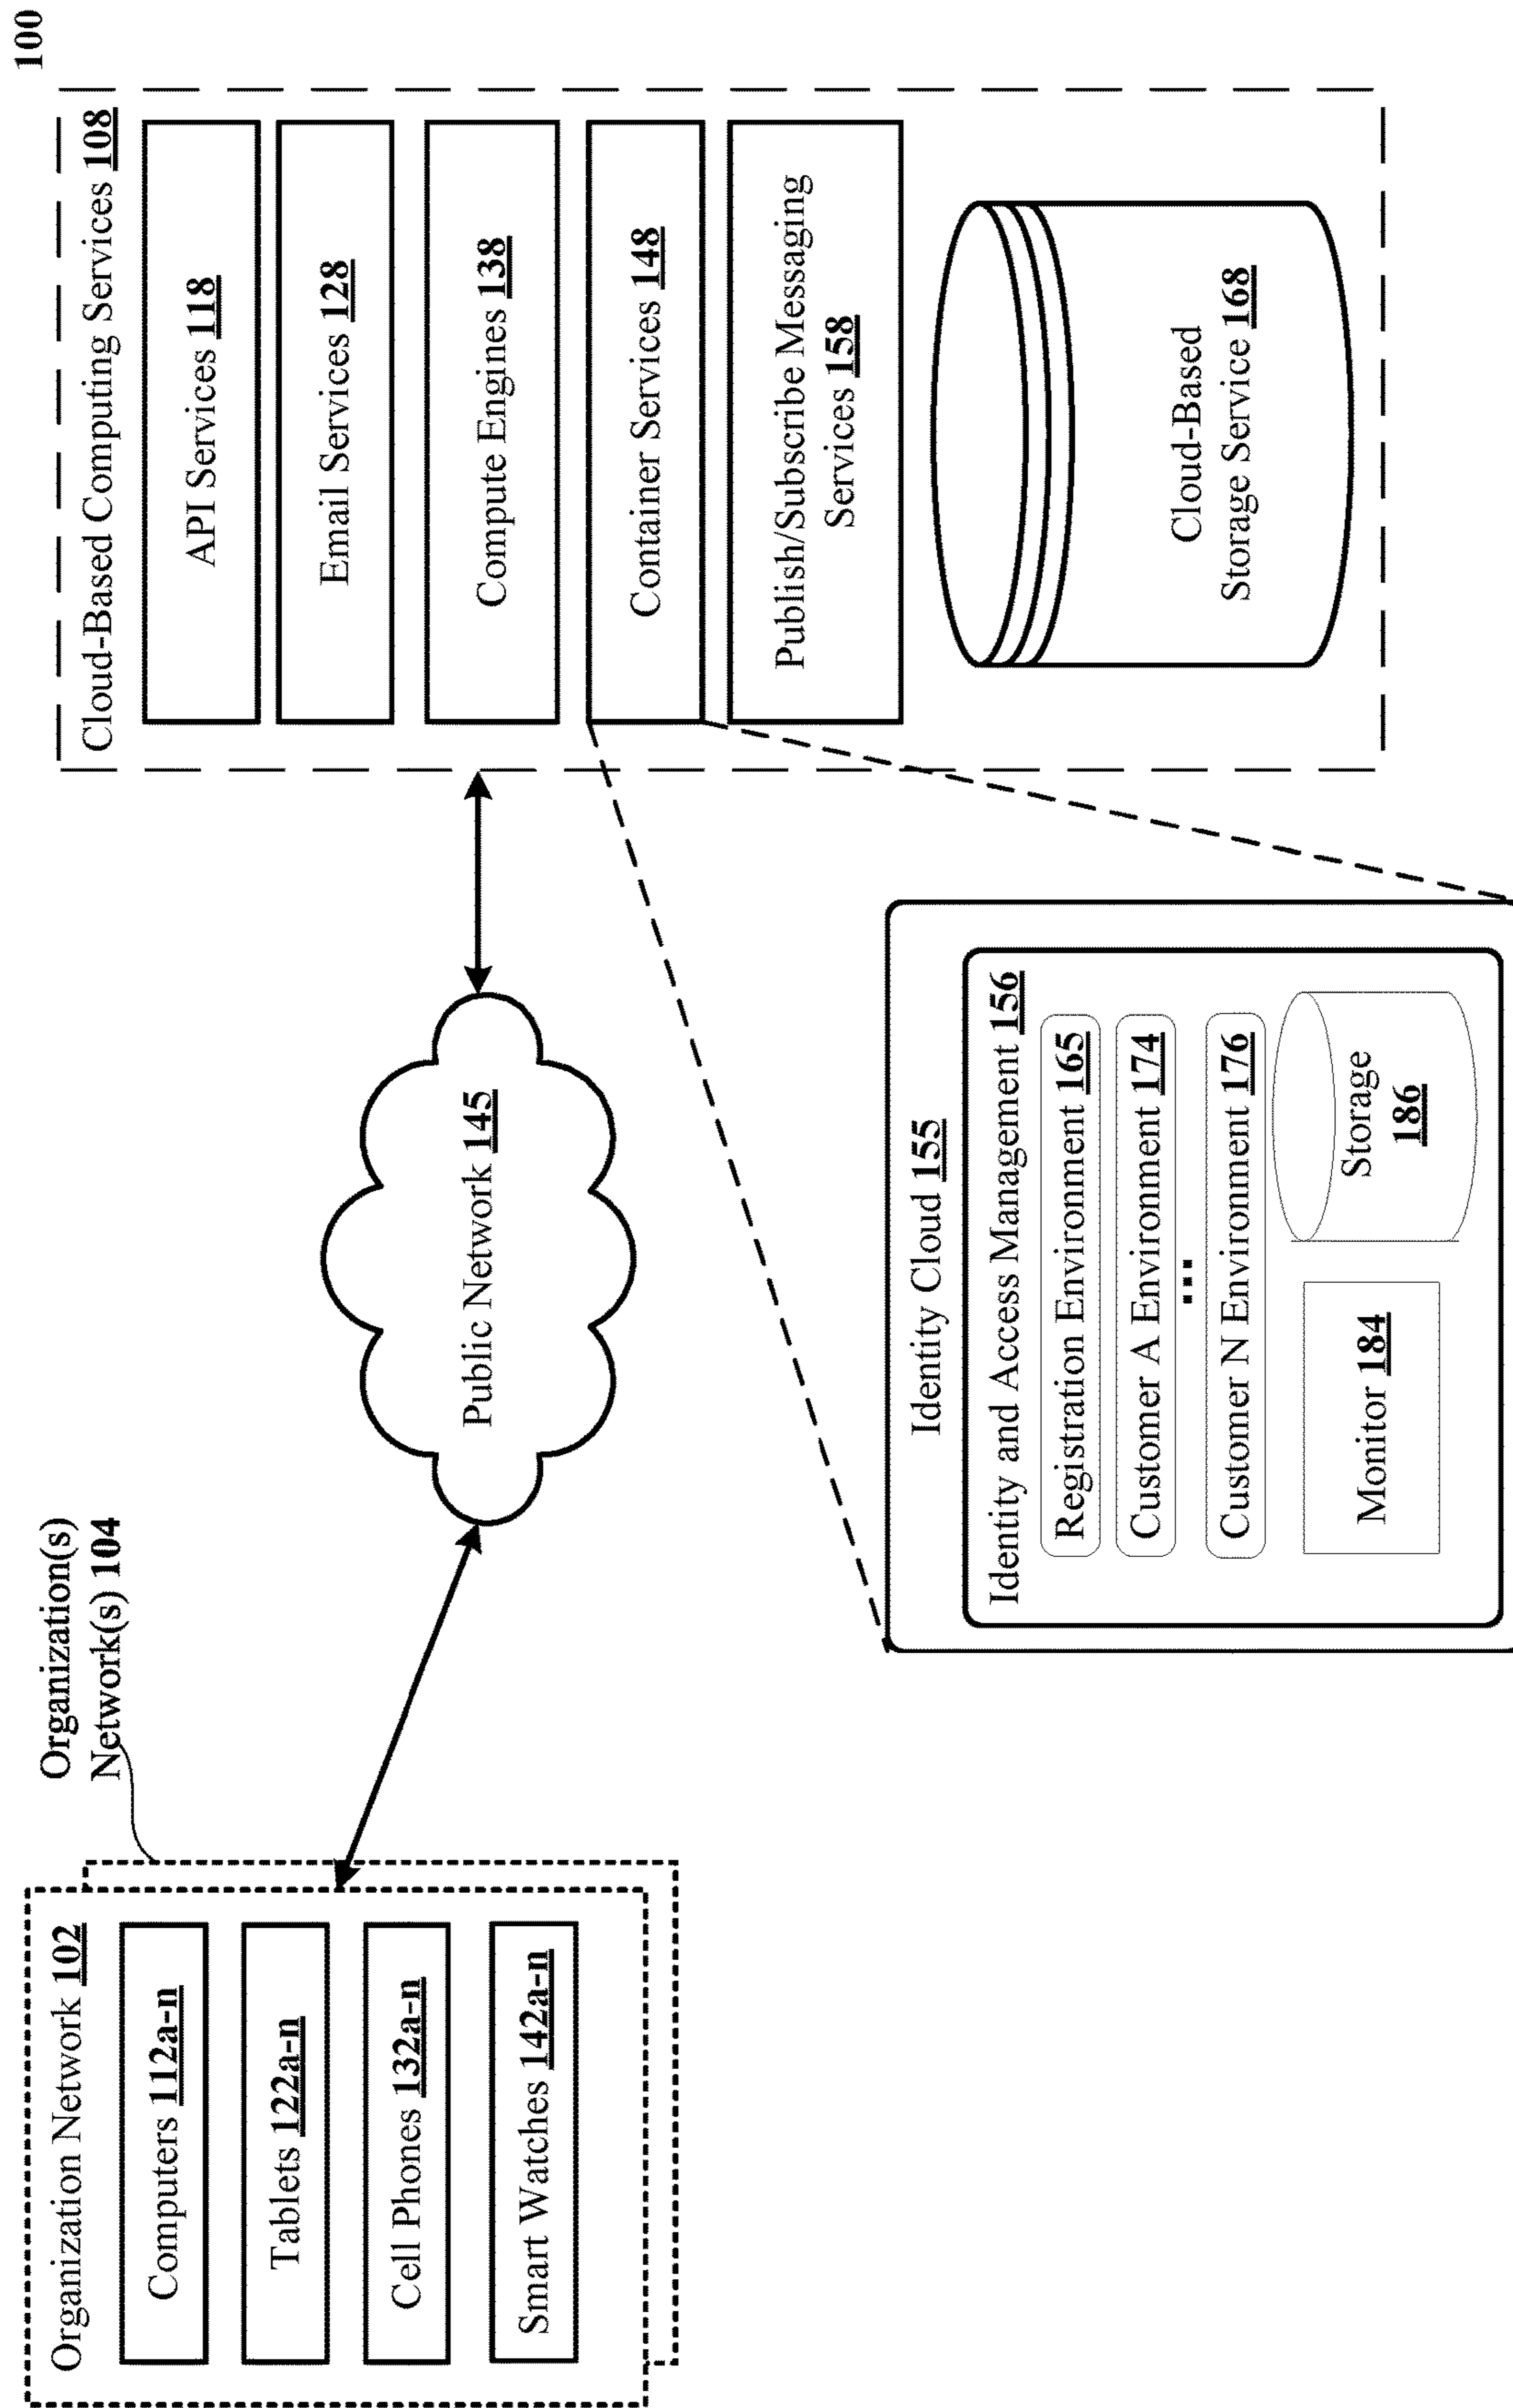 100
Organization(s)
Network(s) 104
Organization Network 102
Computers 112a-n
Tablets 122a-n
Cell Phones 132a-n
Smart Watches 142a-n
Public Network 145
Cloud-Based Computing Services 108
API Services 118
Email Services 128
Compute Engines 138
Container Services 148
Publish/Subscribe Messaging
Services 158
Cloud-Based
Storage Service 168
Identity Cloud 155
Identity and Access Management 156
Registration Environment 165
Customer A Environment 174
...
Customer N Environment 176
Monitor 184
Storage
186